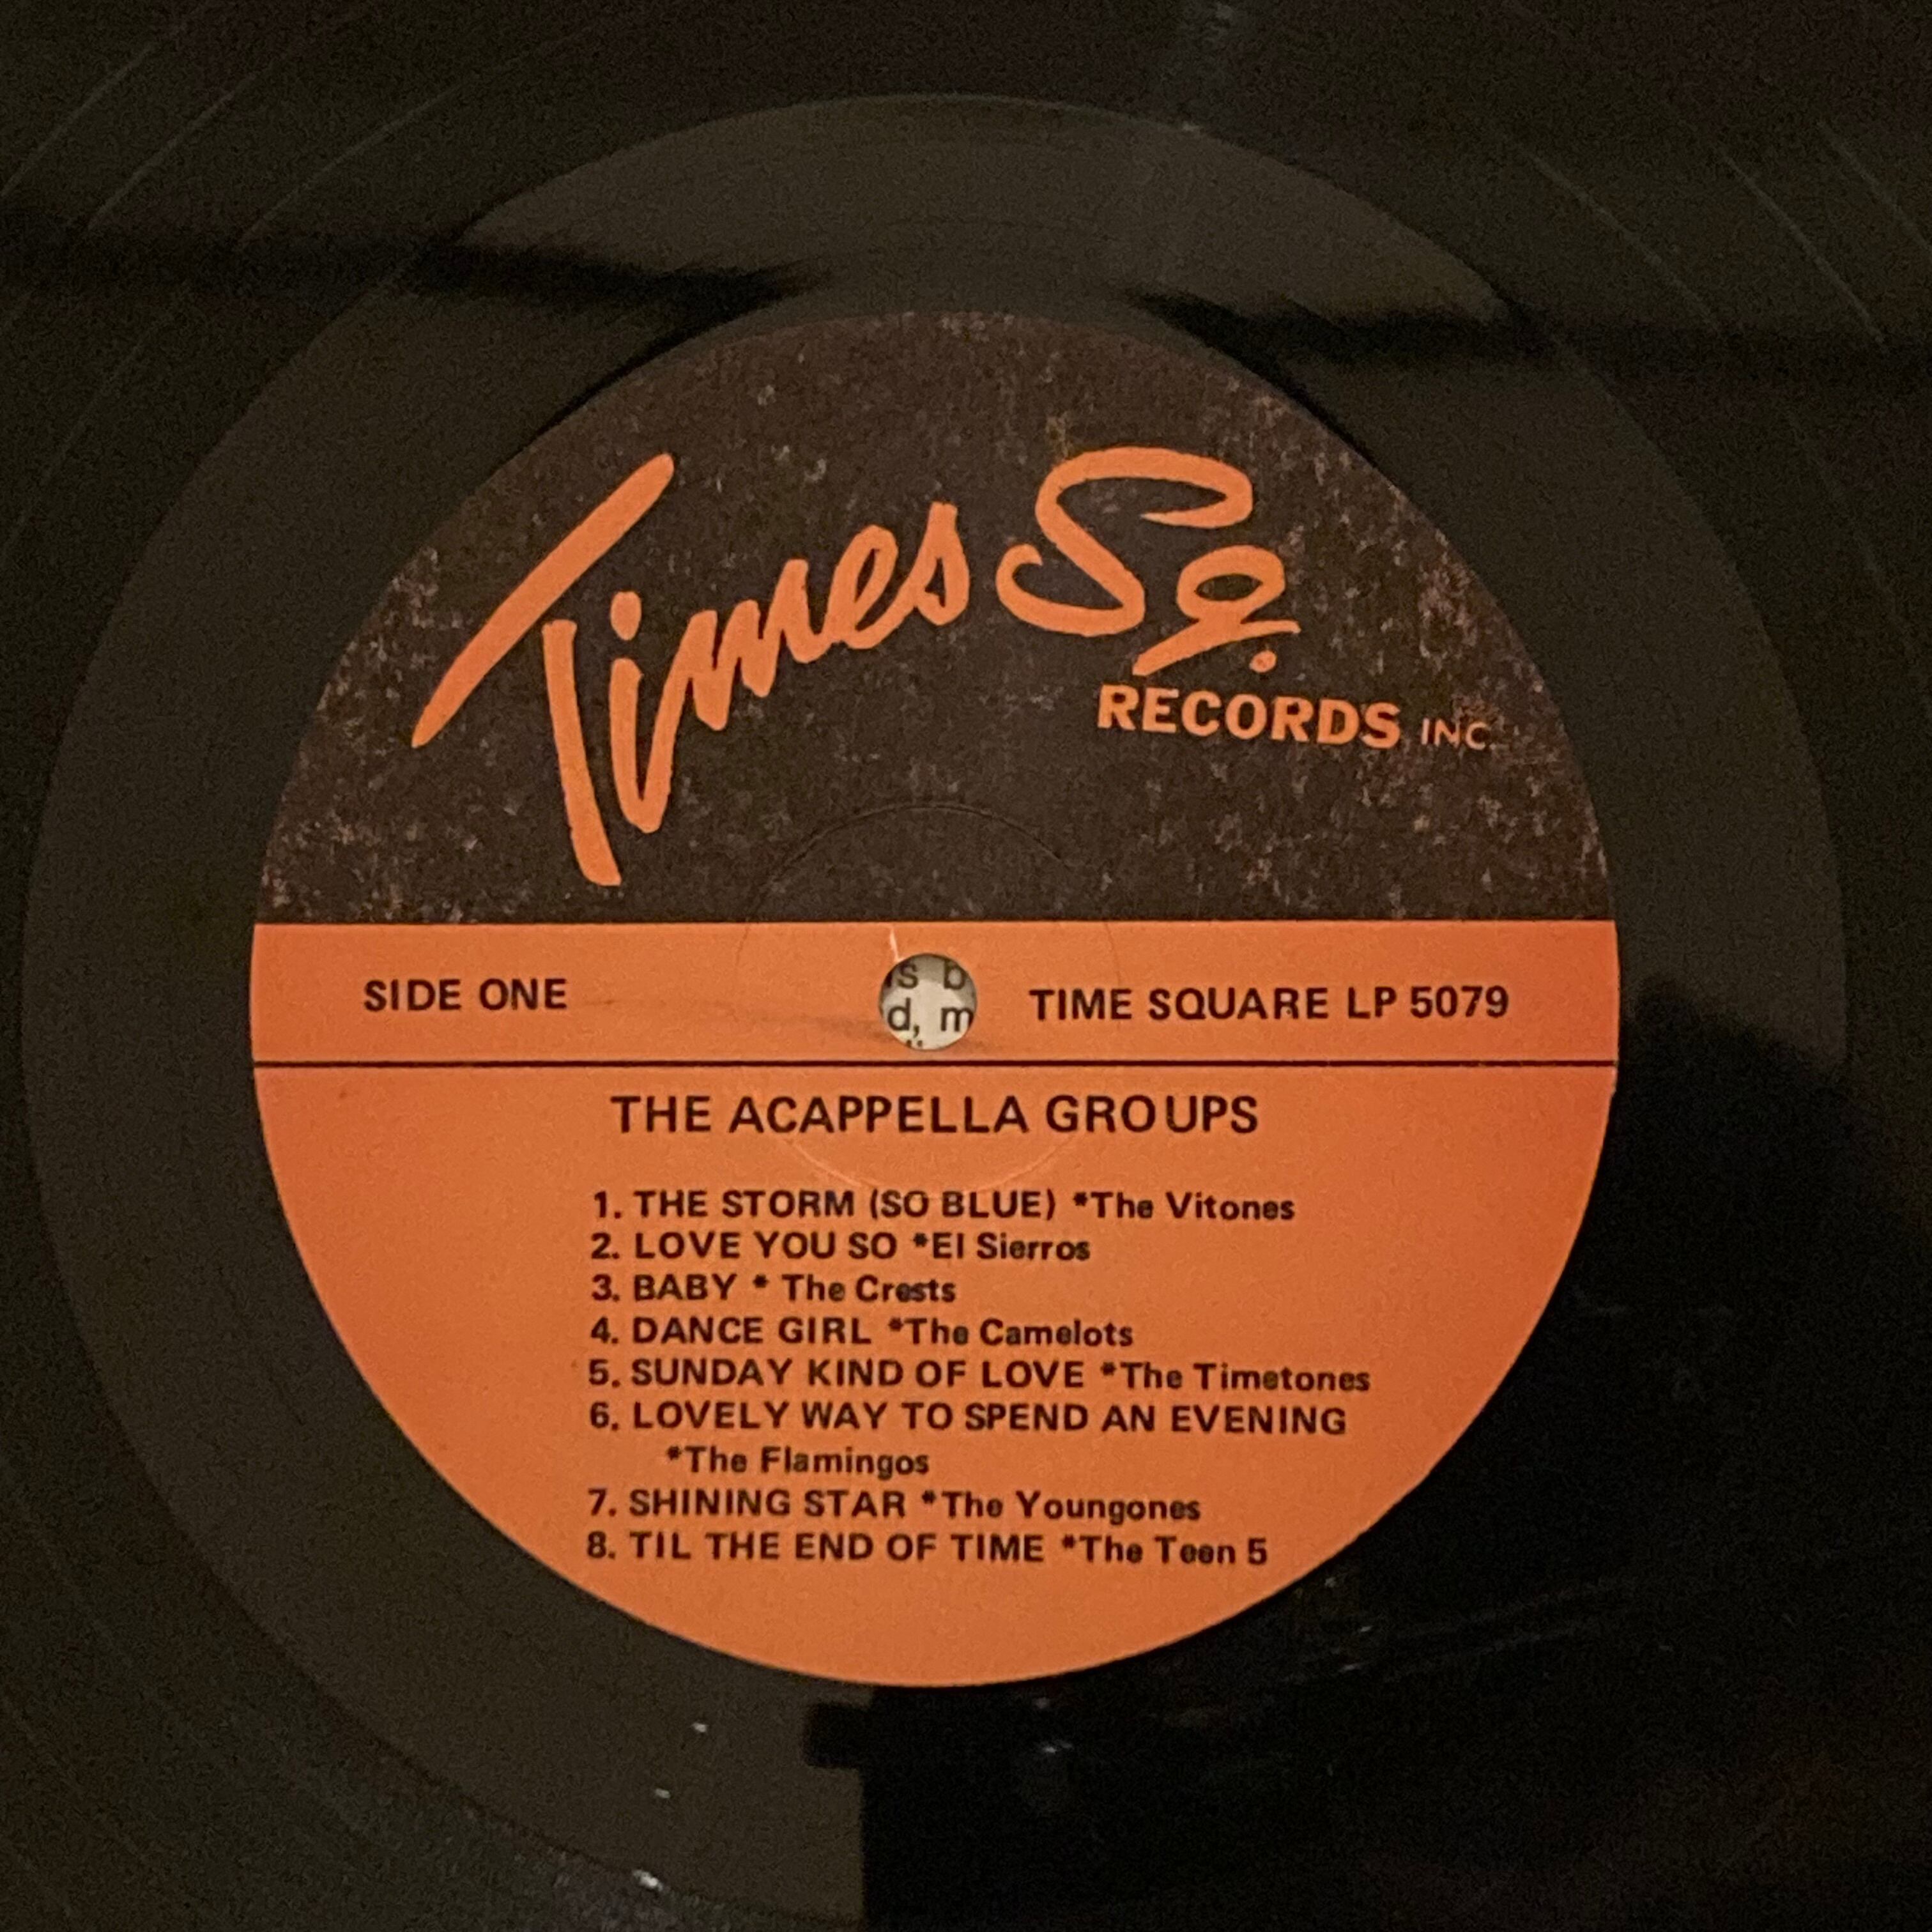 Times Sq.
RECORDS INC.
SIDE ONE
s b
d, m
TIME SQUARE LP 5079
THE ACAPPELLA GROUPS
1. THE STORM (SO BLUE) *The Vitones
2. LOVE YOU SO *El Sierros
3. BABY * The Crests
4. DANCE GIRL *The Camelots
5. SUNDAY KIND OF LOVE *The Timetones
6. LOVELY WAY TO SPEND AN EVENING
*The Flamingos
7. SHINING STAR *The Youngones
8. TIL THE END OF TIME *The Teen 5